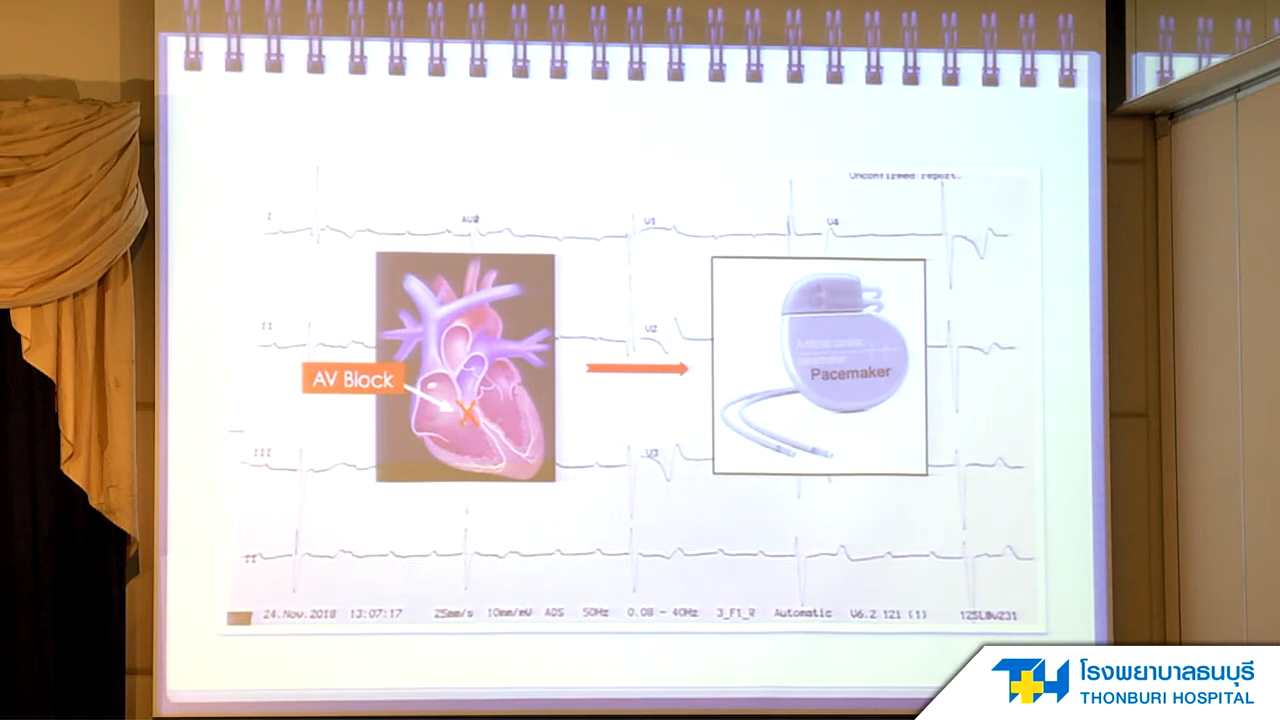 Unconfirmed report.
I
V1
V4
II
V2
AV Block
Pacemaker
III
V3
II
24.Nov.2018 13:07:17 25mm/s 10mm/mV ADS 50Hz 0.08 - 40Hz 3_F1_R Automatic V6.2 121 (1)
โรงพยาบาลธนบุรี
THONBURI HOSPITAL